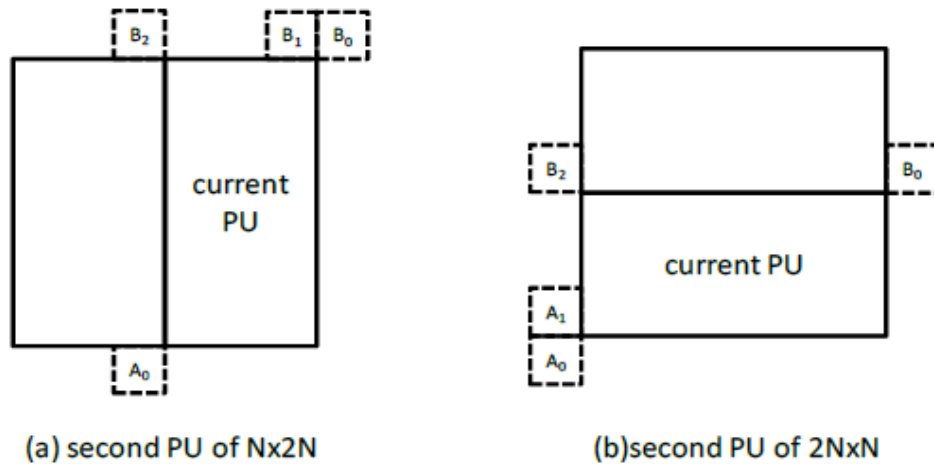 B₂ B₁ B₀
current
PU
A₀
(a) second PU of Nx2N
B₂ B₀
current PU
A₁
A₀
(b)second PU of 2NxN